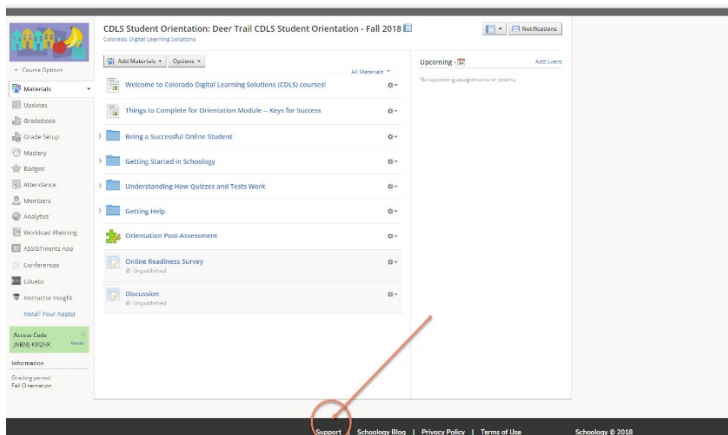 CDLS Student Orientation: Deer Trail CDLS Student Orientation - Fall 2018
Colorado Digital Learning Solutions
Notifications
Course Options
Materials
Updates
Gradebook
Grade Setup
Mastery
Badges
Attendance
Members
Analytics
Workload Planning
ASSISTments App
Conferences
Edueto
Instructor Insight
Install Your App(s)
Access Code
Reset
Information
Grading period
Fall Orientation
Add Materials
Options
All Materials
Welcome to Colorado Digital Learning Solutions (CDLS) courses!
Things to Complete for Orientation Module -- Keys for Success
Being a Successful Online Student
Getting Started in Schoology
Understanding How Quizzes and Tests Work
Getting Help
Orientation Post-Assessment
Online Readiness Survey
Unpublished
Discussion
Unpublished
Upcoming
Add Event
No upcoming assignments or events
Support | Schoology Blog | Privacy Policy | Terms of Use
Schoology © 2018